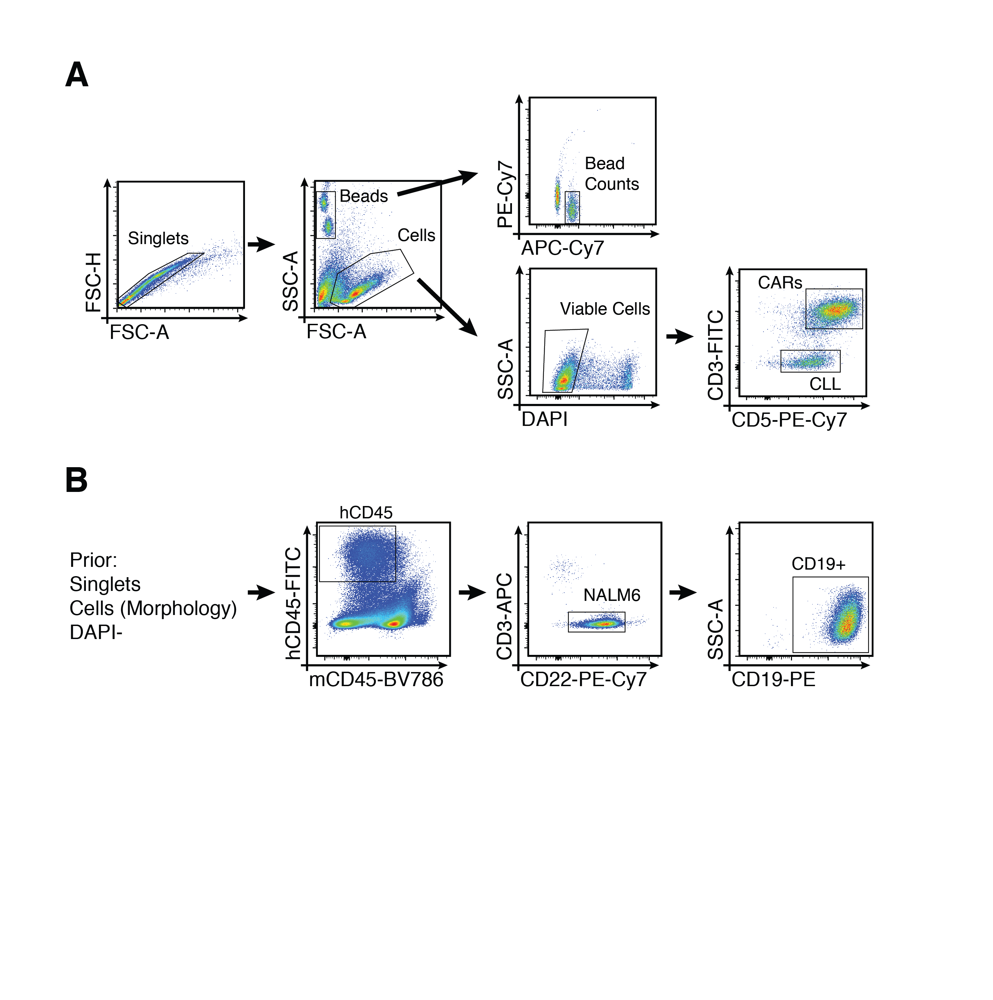 A
Singlets
FSC-H
FSC-A
Beads
Cells
SSC-A
FSC-A
Bead
Counts
PE-Cy7
APC-Cy7
Viable Cells
SSC-A
DAPI
CARs
CLL
CD3-FITC
CD5-PE-Cy7
B
Prior:
Singlets
Cells (Morphology)
DAPI-
hCD45
hCD45-FITC
mCD45-BV786
NALM6
CD3-APC
CD22-PE-Cy7
CD19+
SSC-A
CD19-PE